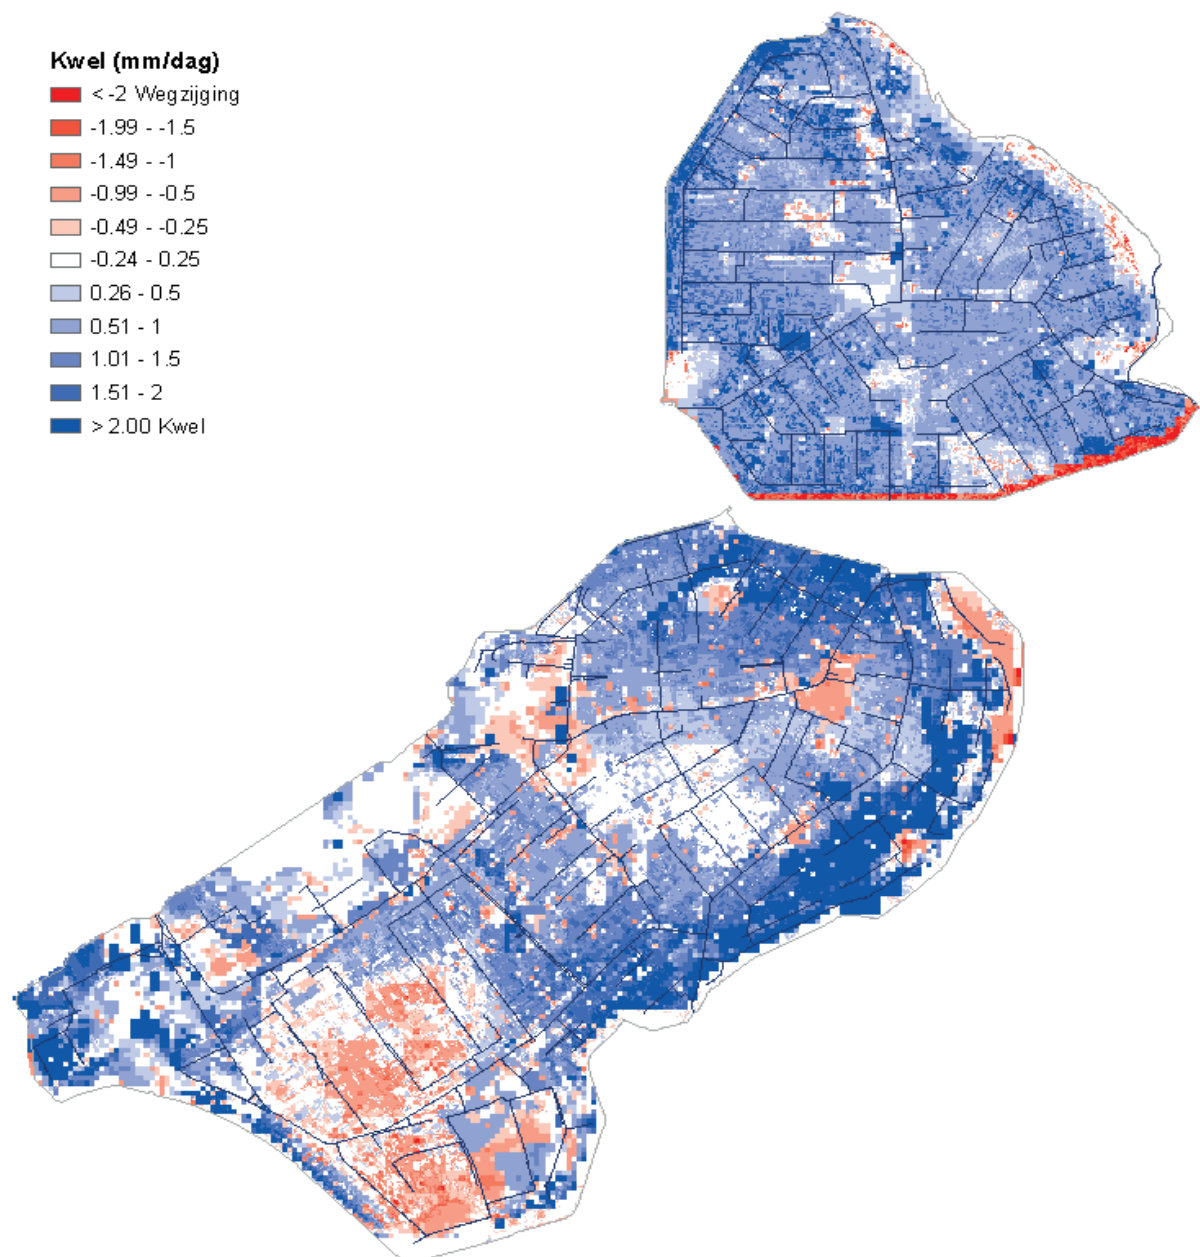 Kwel (mm/dag)
< -2 Wegzijging
-1.99 - -1.5
-1.49 - -1
-0.99 - -0.5
-0.49 - -0.25
-0.24 - 0.25
0.26 - 0.5
0.51 - 1
1.01 - 1.5
1.51 - 2
> 2.00 Kwel